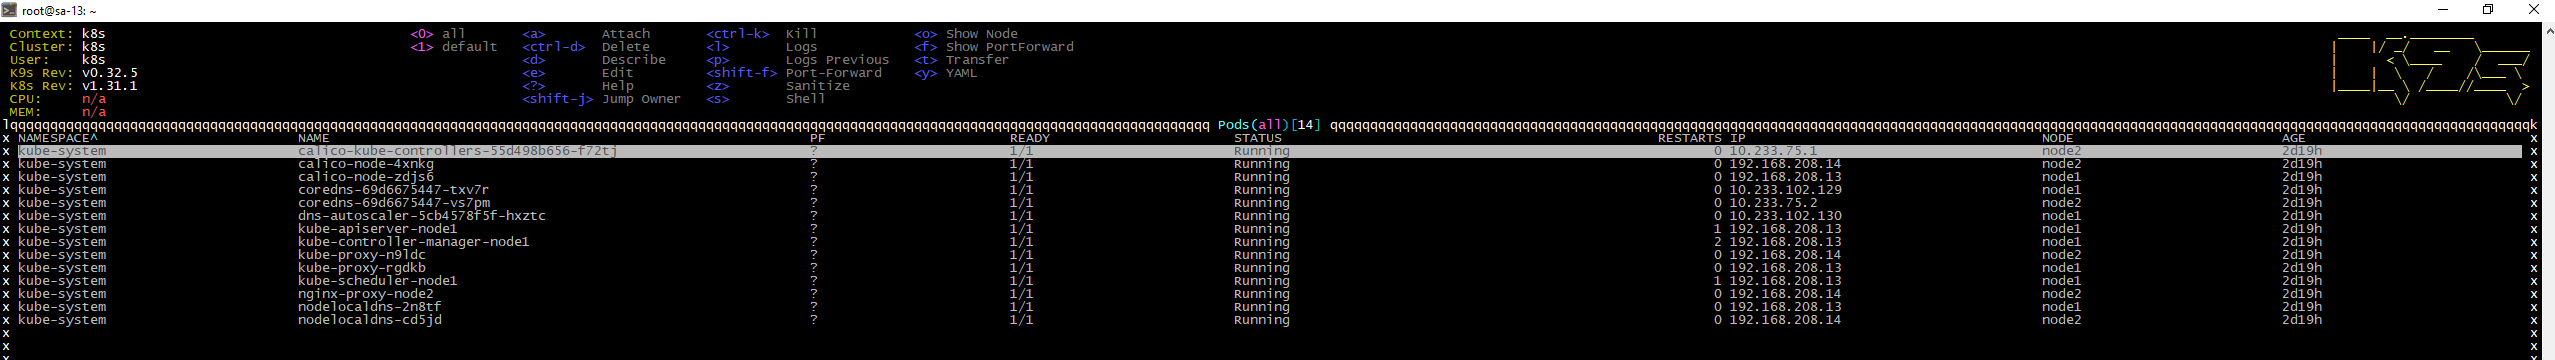 root@sa-13: ~
Context: k8s <0> all <a> Attach <ctrl-k> Kill <o> Show Node
Cluster: k8s <1> default <ctrl-d> Delete <l> Logs <f> Show PortForward
User: k8s <d> Describe <p> Logs Previous <t> Transfer
K9s Rev: v0.32.5 <e> Edit <shift-f> Port-Forward <y> YAML
K8s Rev: v1.31.1 <?> Help <z> Sanitize
CPU: n/a <shift-j> Jump Owner <s> Shell
MEM: n/a
Pods(all)[14]
x NAMESPACE^ NAME PF READY STATUS RESTARTS IP NODE AGE x
x kube-system calico-kube-controllers-55d498b656-f72tj ? 1/1 Running 0 10.233.75.1 node2 2d19h x
x kube-system calico-node-4xnkg ? 1/1 Running 0 192.168.208.14 node2 2d19h x
x kube-system calico-node-zdjs6 ? 1/1 Running 0 192.168.208.13 node1 2d19h x
x kube-system coredns-69d6675447-txv7r ? 1/1 Running 0 10.233.102.129 node1 2d19h x
x kube-system coredns-69d6675447-vs7pm ? 1/1 Running 0 10.233.75.2 node2 2d19h x
x kube-system dns-autoscaler-5cb4578f5f-hxztc ? 1/1 Running 0 10.233.102.130 node1 2d19h x
x kube-system kube-apiserver-node1 ? 1/1 Running 1 192.168.208.13 node1 2d19h x
x kube-system kube-controller-manager-node1 ? 1/1 Running 2 192.168.208.13 node1 2d19h x
x kube-system kube-proxy-n9ldc ? 1/1 Running 0 192.168.208.14 node2 2d19h x
x kube-system kube-proxy-rgdkb ? 1/1 Running 0 192.168.208.13 node1 2d19h x
x kube-system kube-scheduler-node1 ? 1/1 Running 1 192.168.208.13 node1 2d19h x
x kube-system nginx-proxy-node2 ? 1/1 Running 0 192.168.208.14 node2 2d19h x
x kube-system nodelocaldns-2n8tf ? 1/1 Running 0 192.168.208.13 node1 2d19h x
x kube-system nodelocaldns-cd5jd ? 1/1 Running 0 192.168.208.14 node2 2d19h x
x x
x x